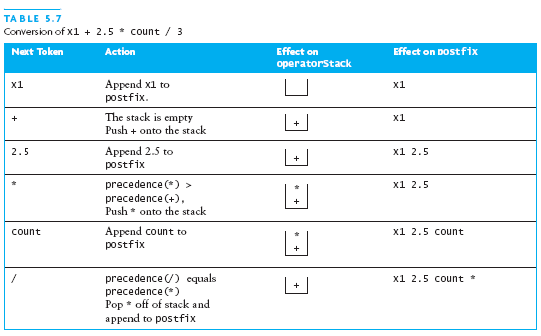 TABLE 5.7
Conversion of x1 + 2.5 * count / 3
Next Token Action Effect on operatorStack Effect on postfix
x1 Append x1 to postfix. x1
+ The stack is empty Push + onto the stack + x1
2.5 Append 2.5 to postfix + x1 2.5
* precedence(*) > precedence(+), Push * onto the stack * + x1 2.5
count Append count to postfix * + x1 2.5 count
/ precedence(/) equals precedence(*) Pop * off of stack and append to postfix + x1 2.5 count *